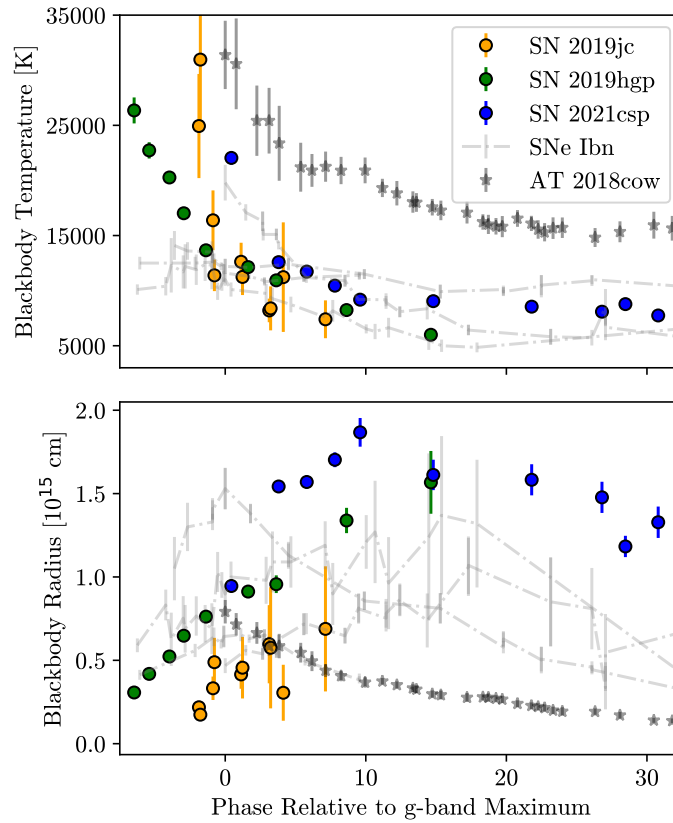 35000
25000
15000
5000
Blackbody Temperature [K]
SN 2019jc
SN 2019hgp
SN 2021csp
SNe Ibn
AT 2018cow
2.0
1.5
1.0
0.5
0.0
Blackbody Radius [10¹⁵ cm]
0 10 20 30
Phase Relative to g-band Maximum